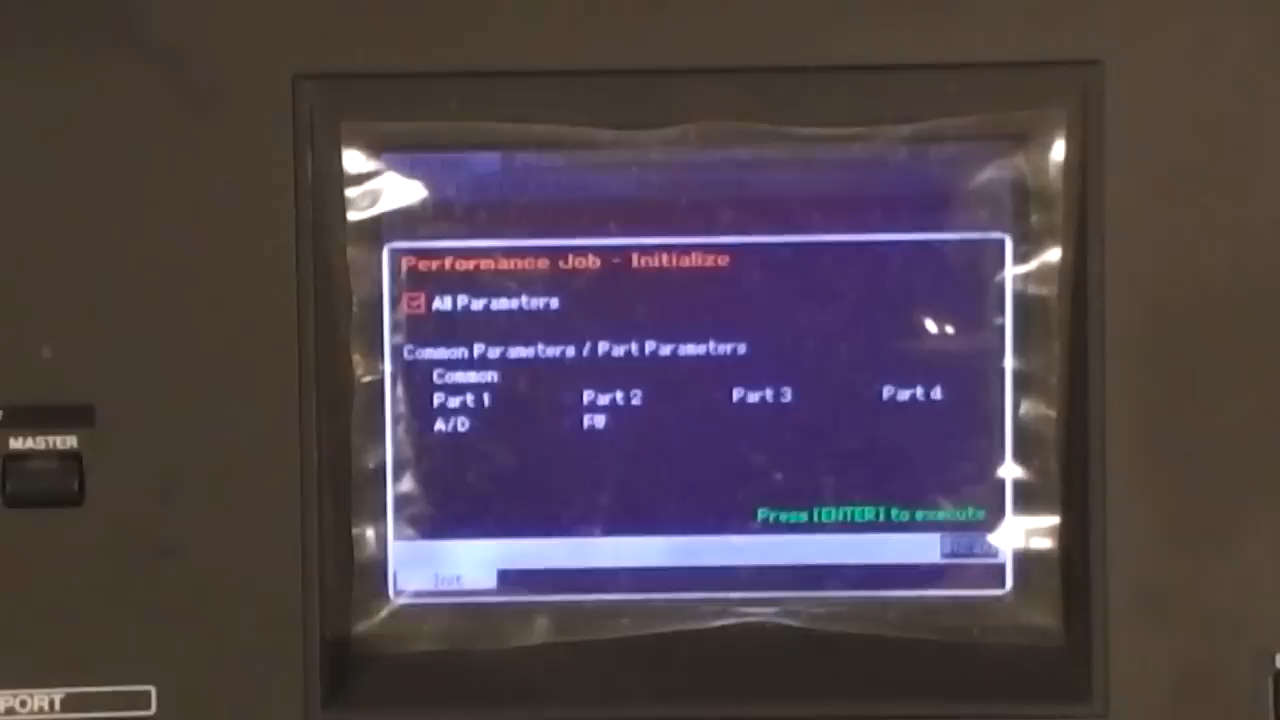 Performance Job - Initialize
All Parameters
Common Parameters / Part Parameters
Common
Part 1 Part 2 Part 3 Part 4
A/D FW
Press [ENTER] to execute
Init
MASTER
PORT